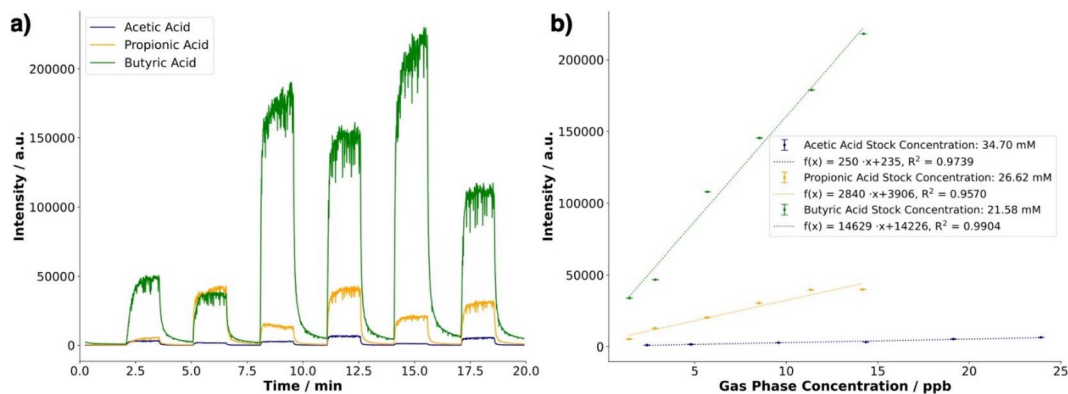 a)
Acetic Acid
Propionic Acid
Butyric Acid
Intensity / a.u.
200000
150000
100000
50000
0
0.0 2.5 5.0 7.5 10.0 12.5 15.0 17.5 20.0
Time / min
b)
Intensity / a.u.
200000
150000
100000
50000
0
Acetic Acid Stock Concentration: 34.70 mM
f(x) = 250 ·x+235, R² = 0.9739
Propionic Acid Stock Concentration: 26.62 mM
f(x) = 2840 ·x+3906, R² = 0.9570
Butyric Acid Stock Concentration: 21.58 mM
f(x) = 14629 ·x+14226, R² = 0.9904
5 10 15 20 25
Gas Phase Concentration / ppb